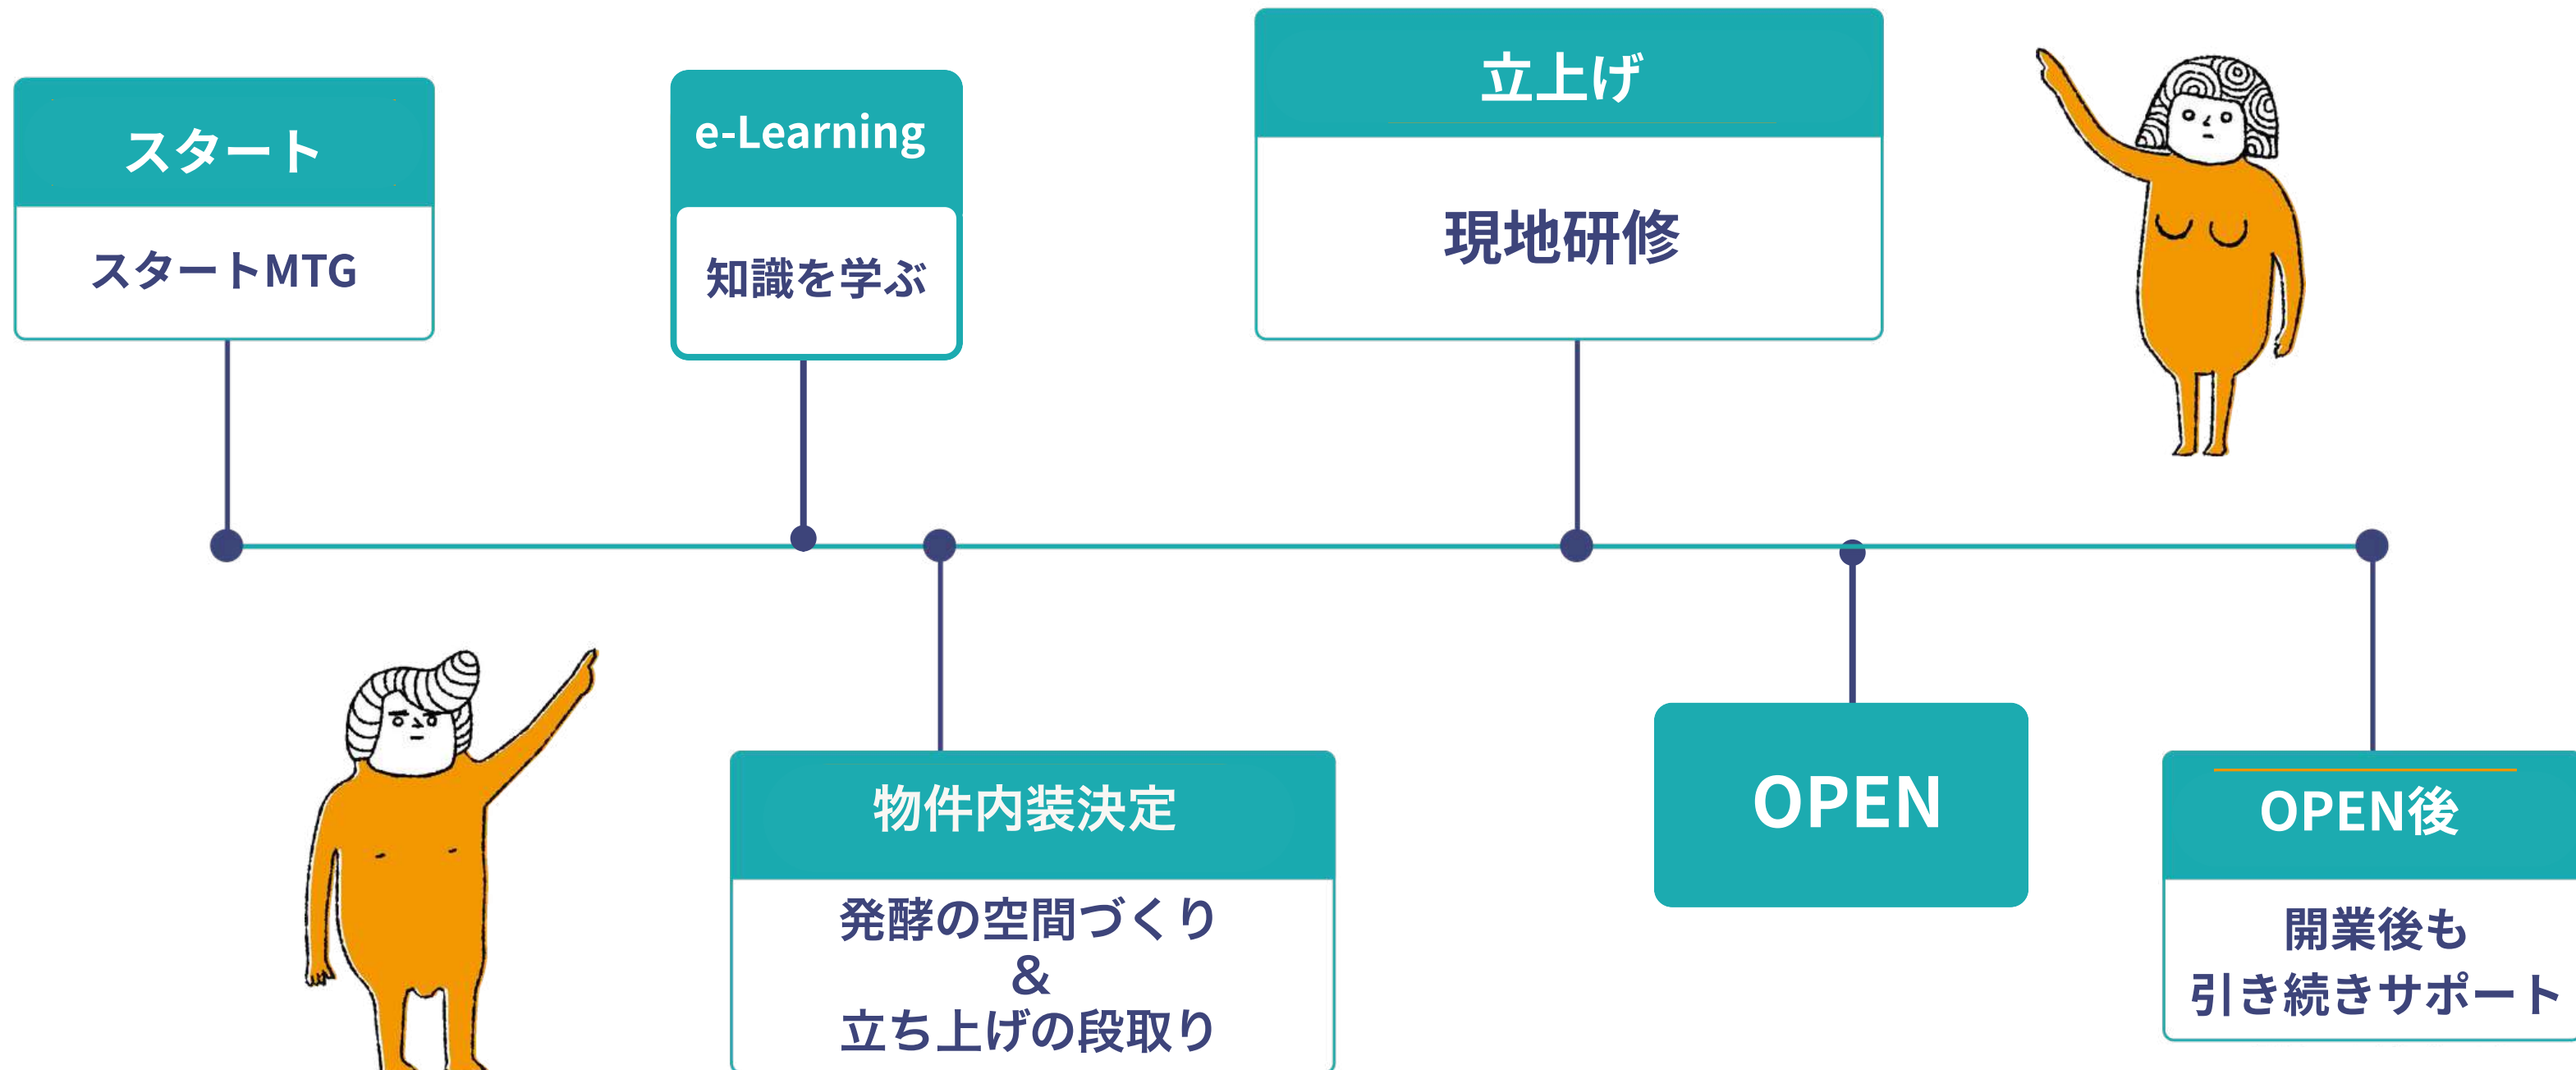 スタート
スタートMTG
e-Learning
知識を学ぶ
物件内装決定
発酵の空間づくり
&
立ち上げの段取り
立上げ
現地研修
OPEN
OPEN後
開業後も
引き続きサポート